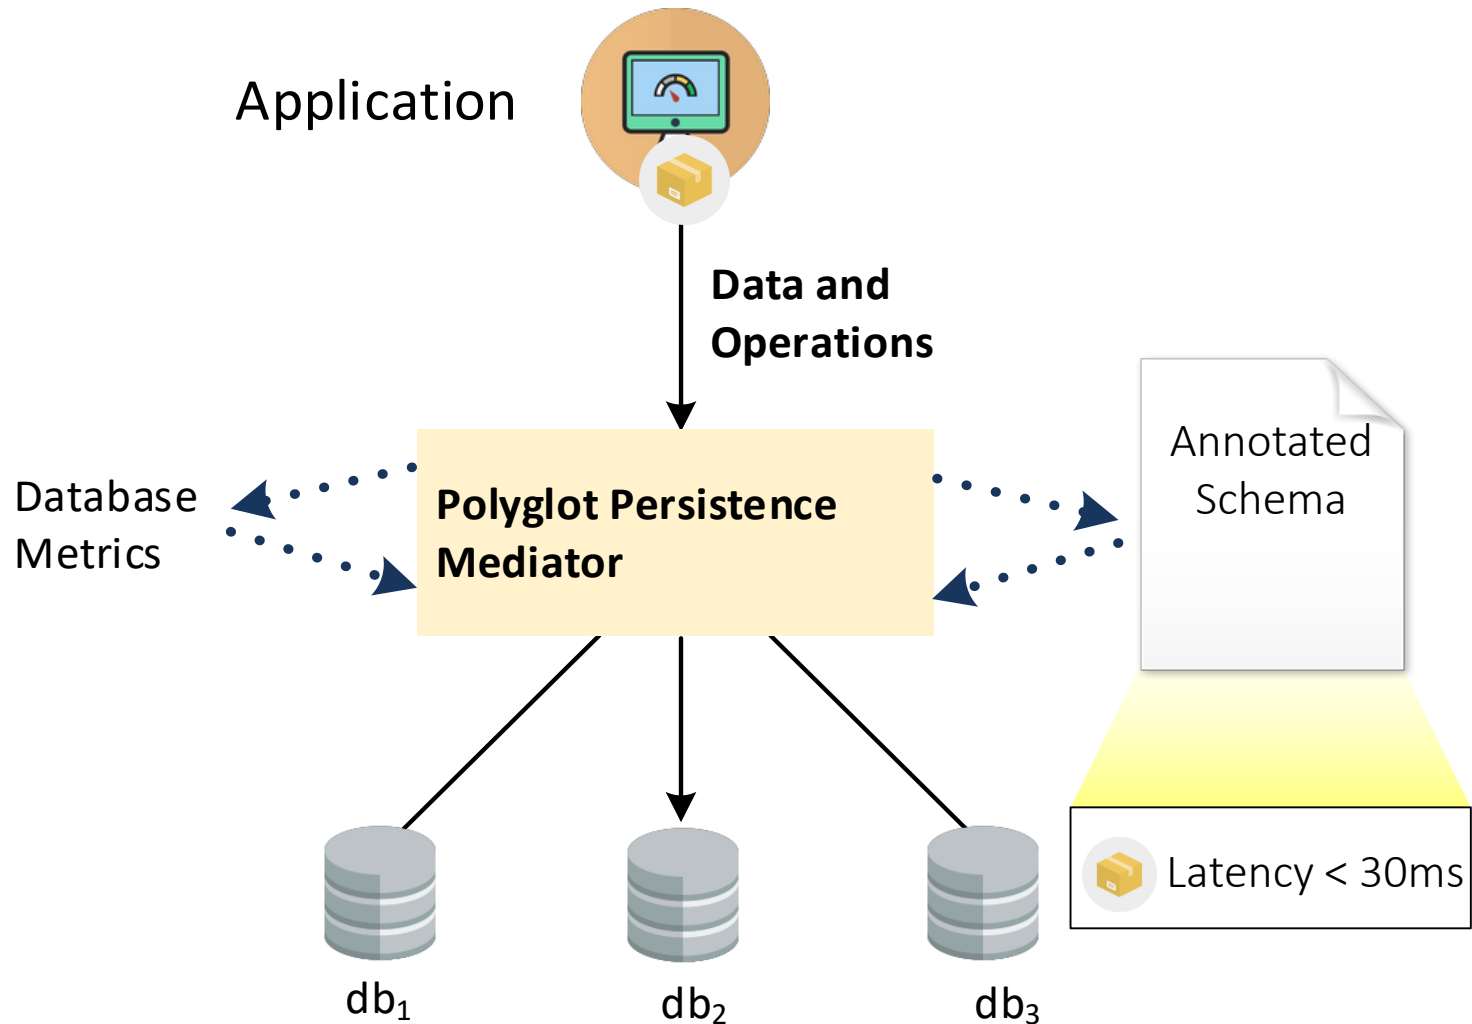 Application
Data and
Operations
Annotated
Schema
Database
Metrics
Polyglot Persistence
Mediator
Latency < 30ms
db₁
db₂
db₃